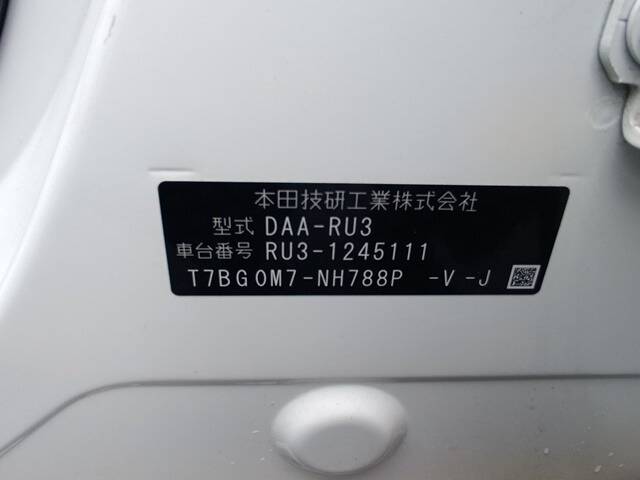 本田技研工業株式会社
型式 DAA-RU3
車台番号 RU3-1245111
T7BG0M7-NH788P -V -J